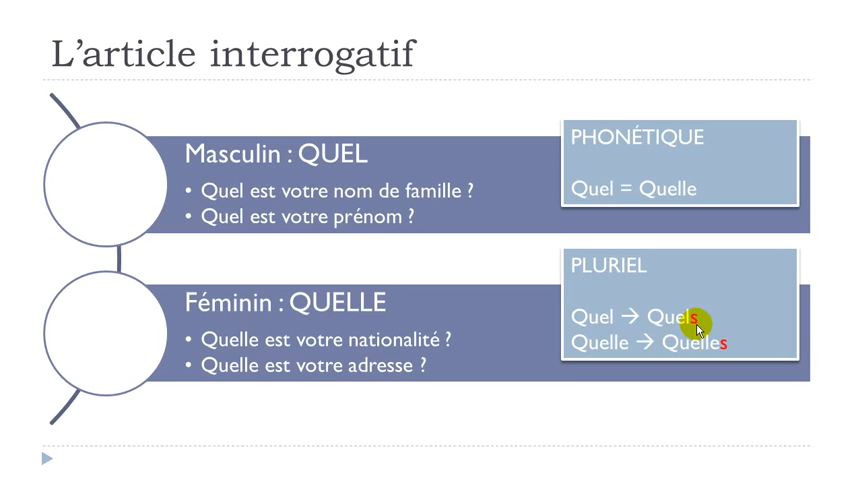 L'article interrogatif
Masculin : QUEL
• Quel est votre nom de famille ?
• Quel est votre prénom ?
PHONÉTIQUE
Quel = Quelle
Féminin : QUELLE
• Quelle est votre nationalité ?
• Quelle est votre adresse ?
PLURIEL
Quel → Quels
Quelle → Quelles